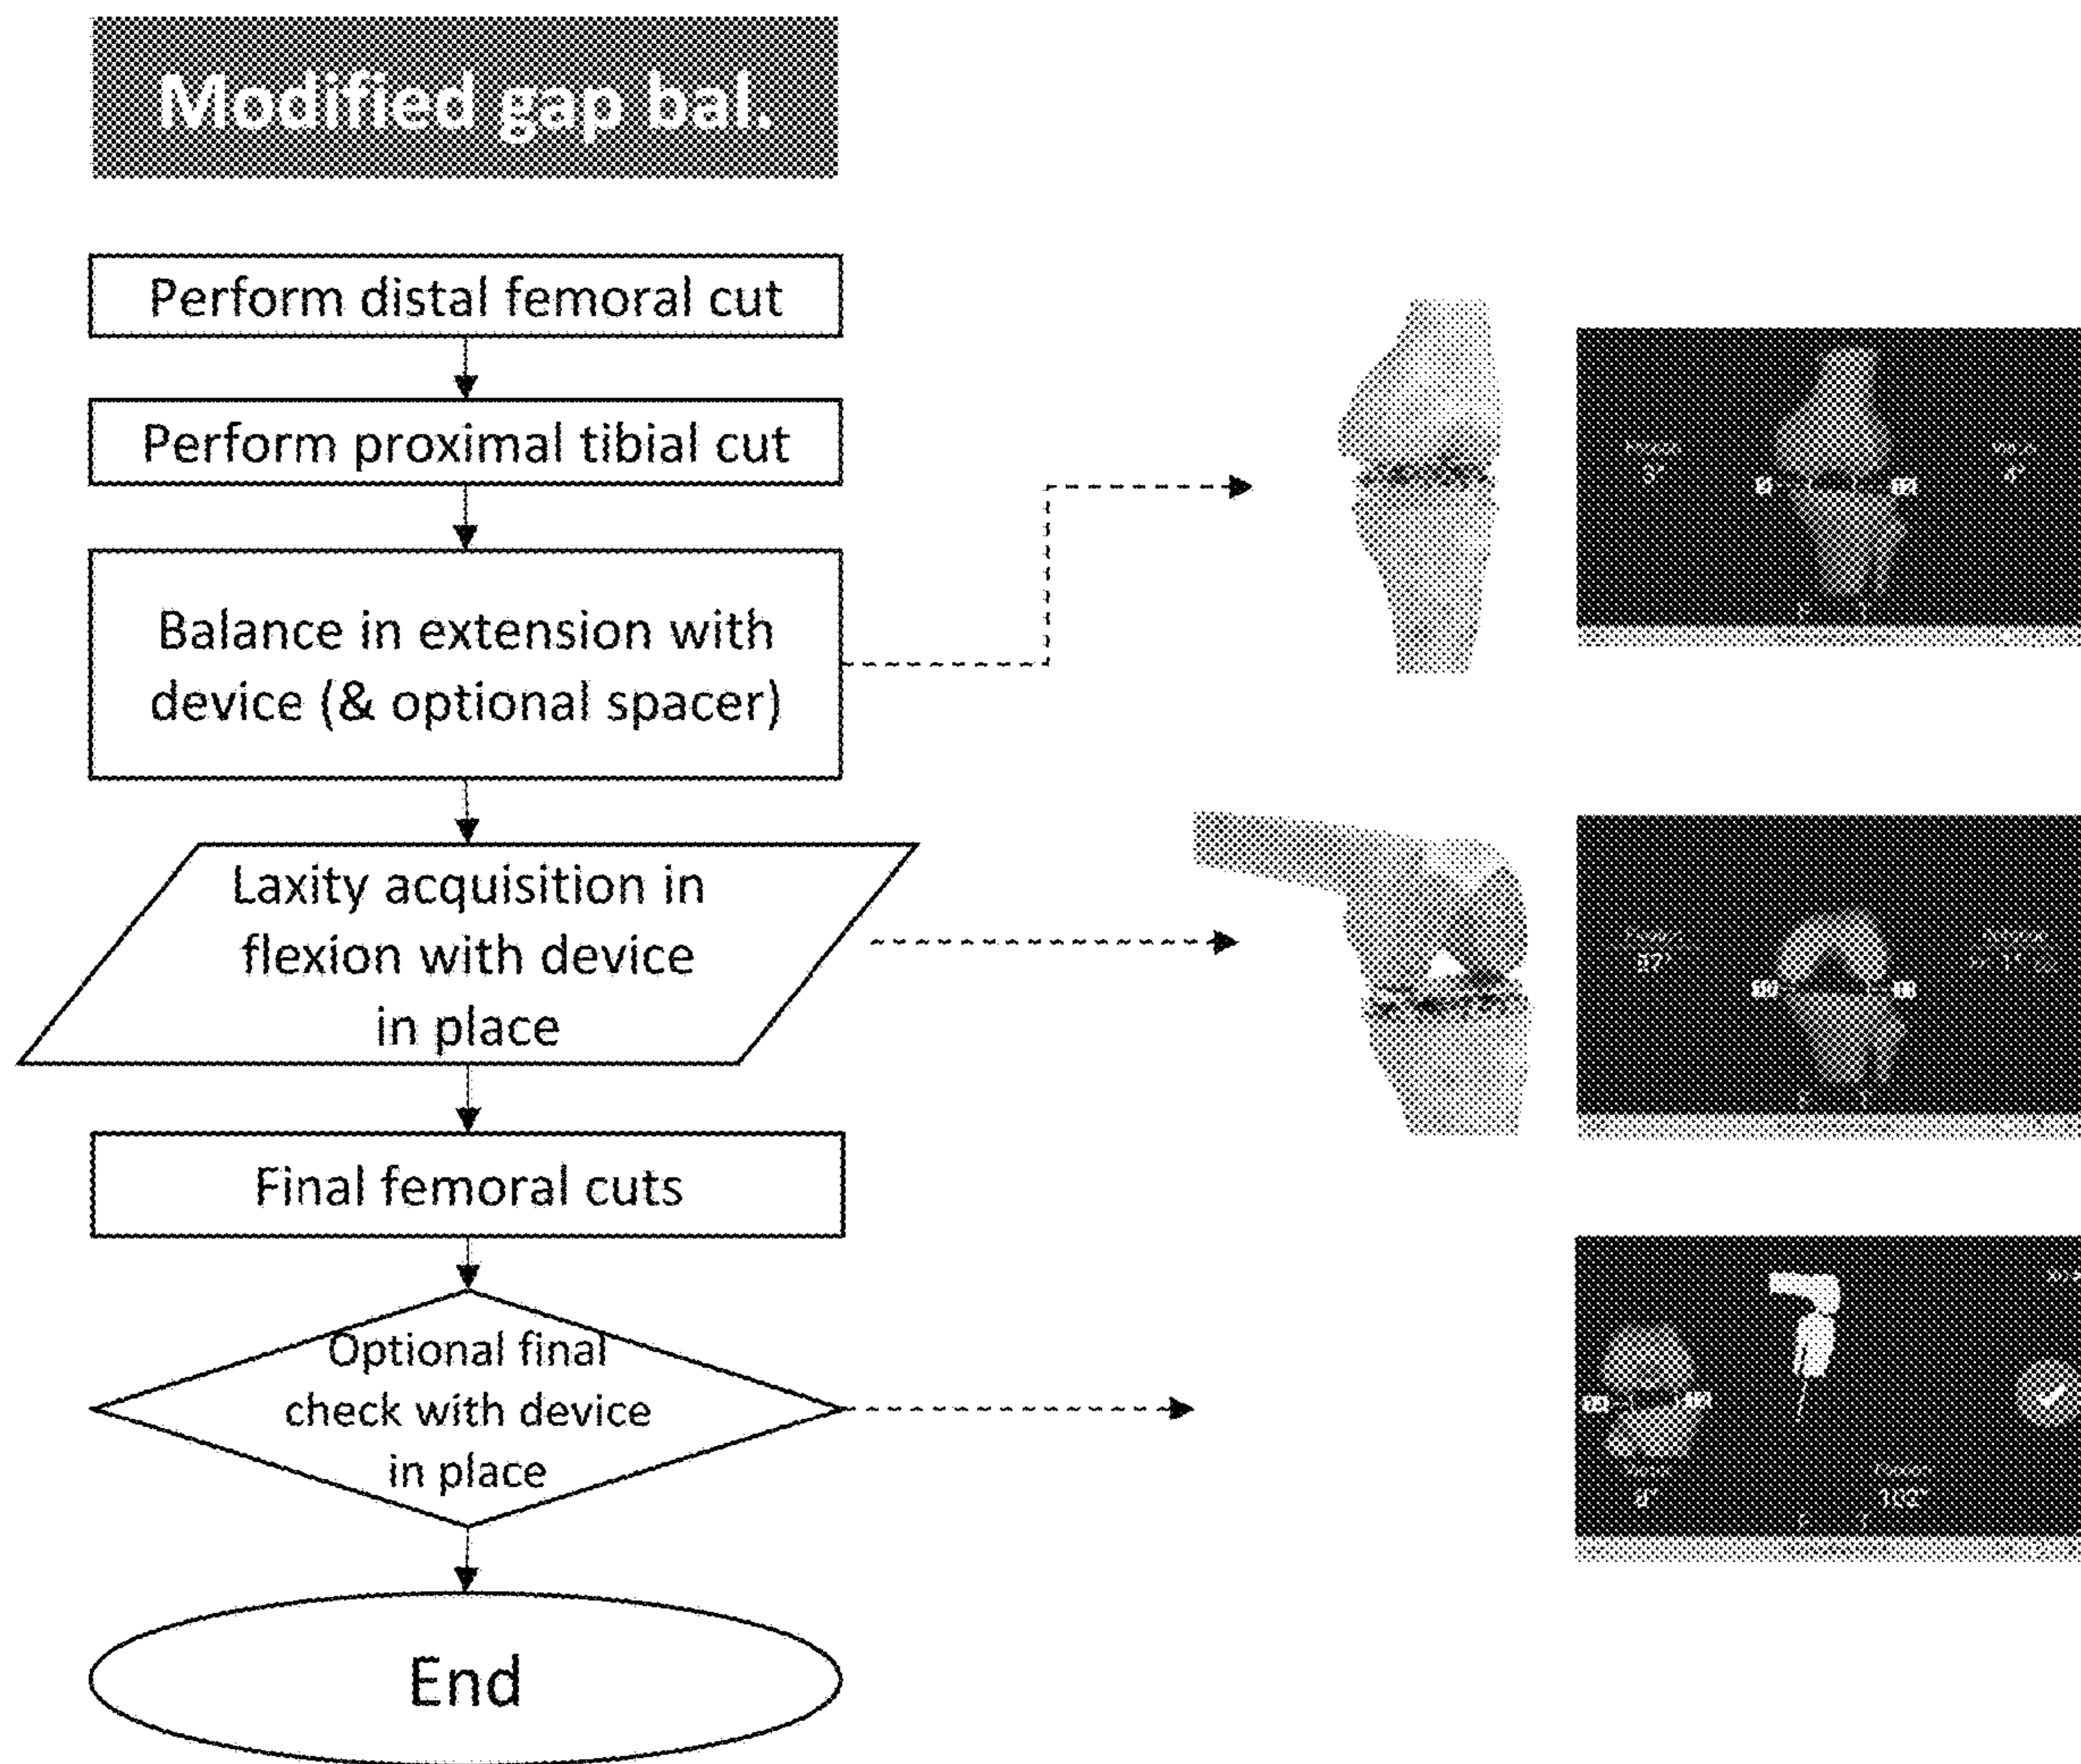 Modified gap bal.
Perform distal femoral cut
Perform proximal tibial cut
Balance in extension with
device (& optional spacer)
Laxity acquisition in
flexion with device
in place
Final femoral cuts
Optional final
check with device
in place
End
102°